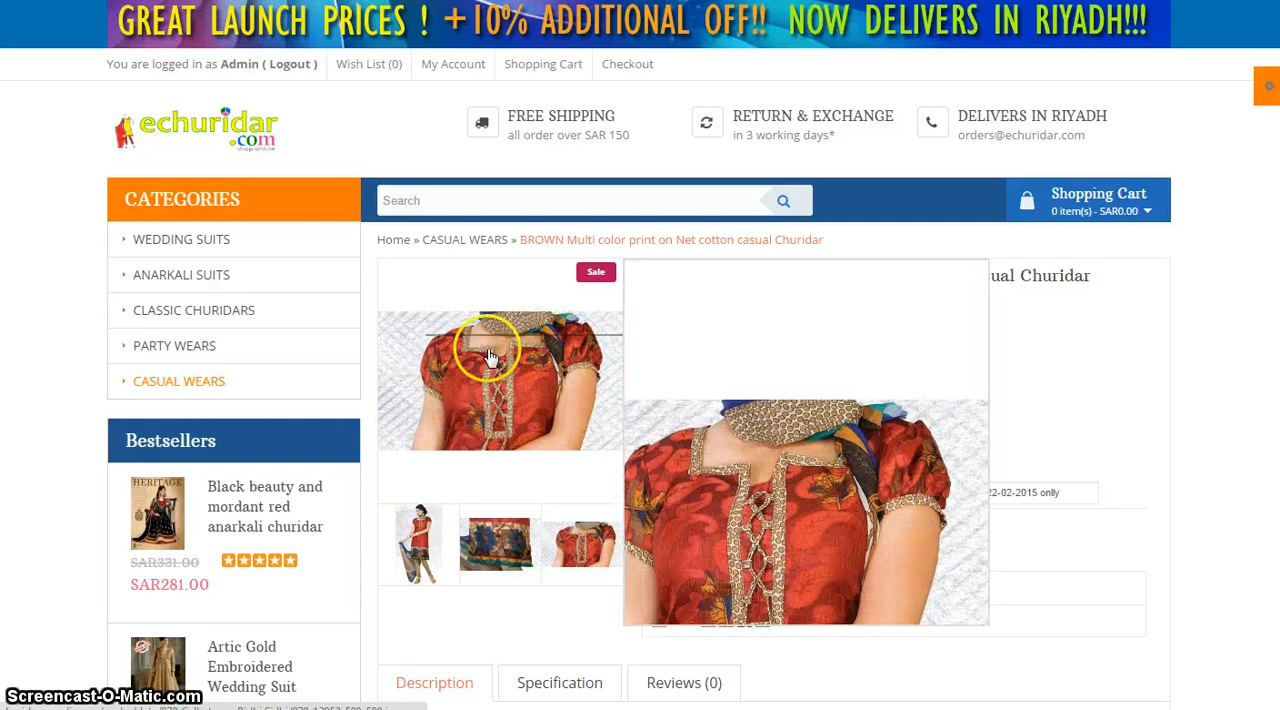 GREAT LAUNCH PRICES ! +10% ADDITIONAL OFF!! NOW DELIVERS IN RIYADH!!!
You are logged in as Admin ( Logout ) Wish List (0) My Account Shopping Cart Checkout
echuridar
.com
shop online
FREE SHIPPING
all order over SAR 150
RETURN & EXCHANGE
in 3 working days*
DELIVERS IN RIYADH
orders@echuridar.com
CATEGORIES
Search
Shopping Cart
0 item(s) - SAR0.00
WEDDING SUITS
ANARKALI SUITS
CLASSIC CHURIDARS
PARTY WEARS
CASUAL WEARS
Home » CASUAL WEARS » BROWN Multi color print on Net cotton casual Churidar
Sale
ual Churidar
22-02-2015 onlly
Bestsellers
HERITAGE
Black beauty and
mordant red
anarkali churidar
SAR331.00
SAR281.00
Artic Gold
Embroidered
Wedding Suit
Description Specification Reviews (0)
Screencast-O-Matic.com